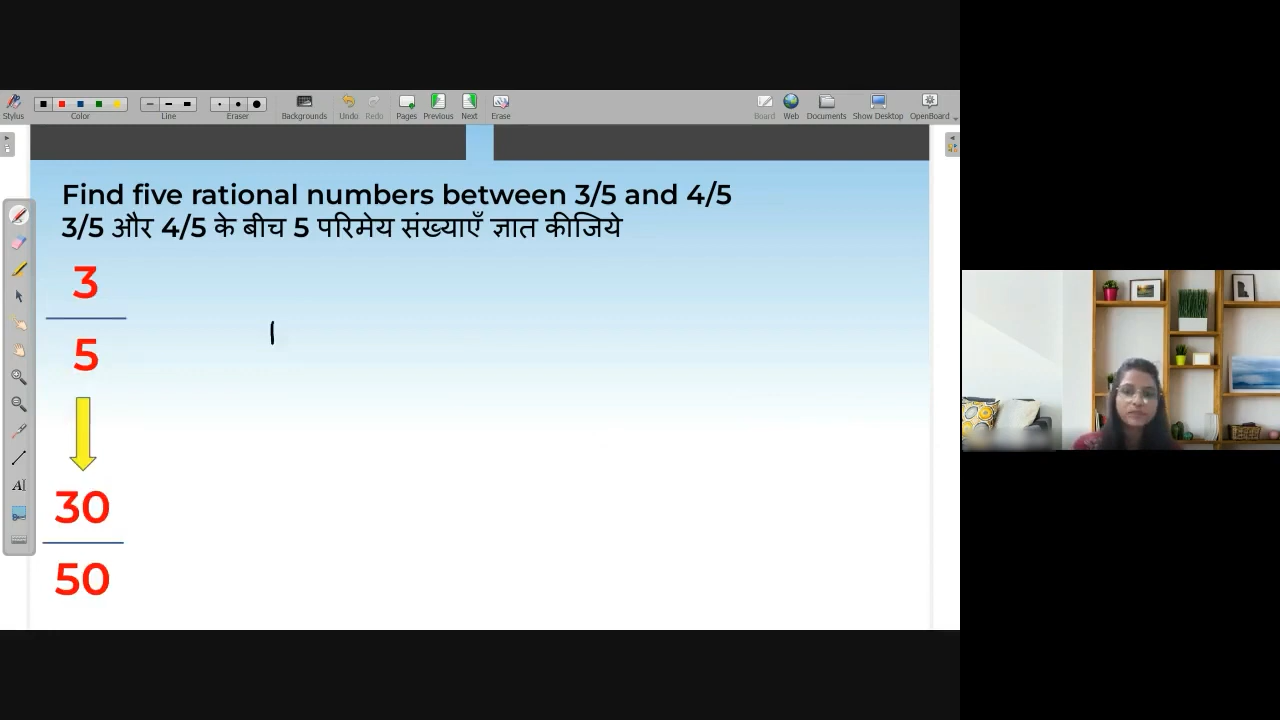 Stylus
Color
Line
Eraser
Backgrounds
Undo
Redo
Pages
Previous
Next
Erase
Board
Web
Documents
Show Desktop
OpenBoard
Find five rational numbers between 3/5 and 4/5
3/5 और 4/5 के बीच 5 परिमेय संख्याएँ ज्ञात कीजिये
3
5
30
50